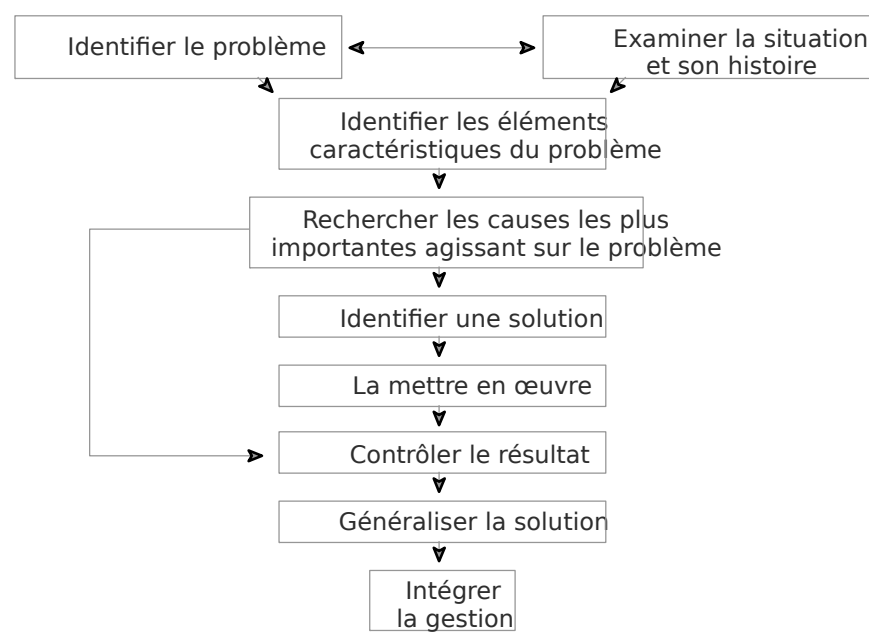 Identifier le problème
Examiner la situation
et son histoire
Identifier les éléments
caractéristiques du problème
Rechercher les causes les plus
importantes agissant sur le problème
Identifier une solution
La mettre en œuvre
Contrôler le résultat
Généraliser la solution
Intégrer
la gestion